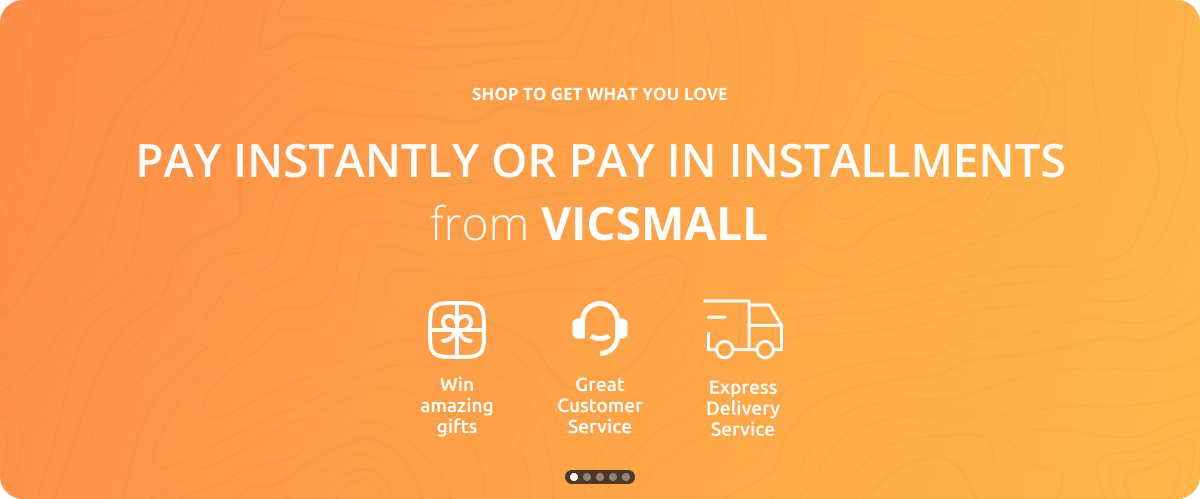 SHOP TO GET WHAT YOU LOVE
PAY INSTANTLY OR PAY IN INSTALLMENTS
from VICSMALL
Win
amazing
gifts
Great
Customer
Service
Express
Delivery
Service